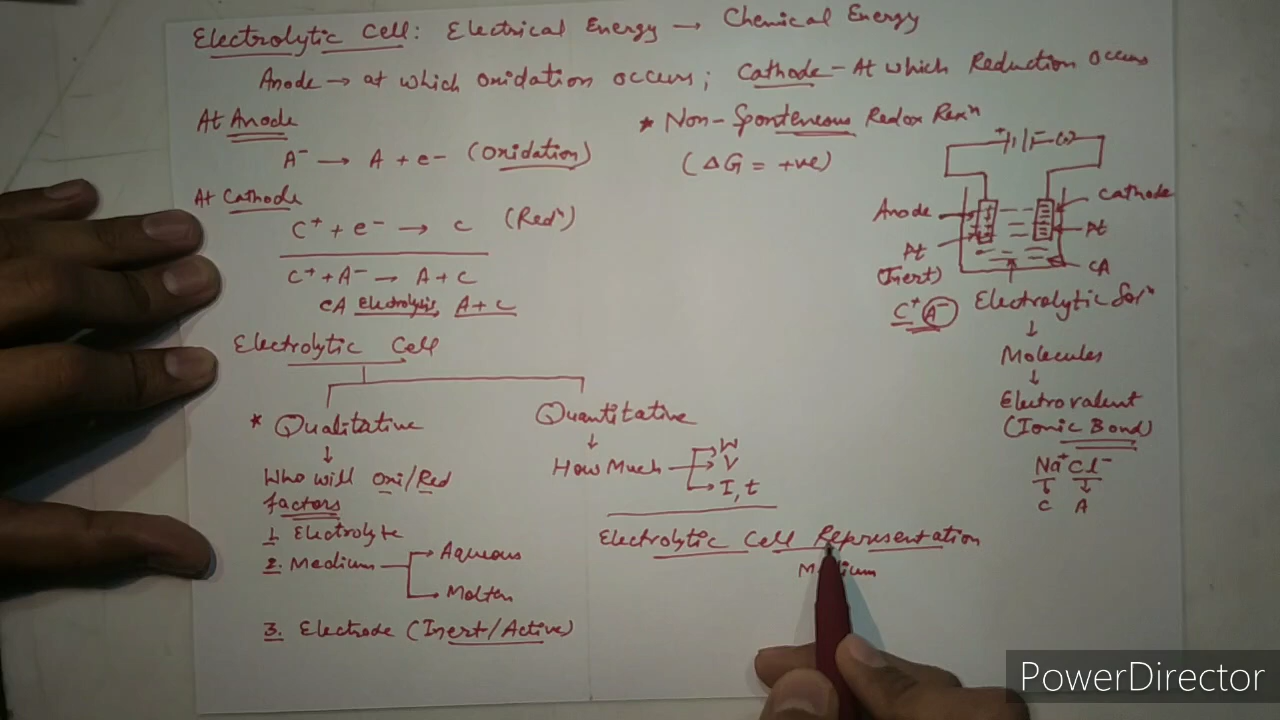 Electrolytic Cell: Electrical Energy → Chemical Energy
Anode → at which oxidation occurs; Cathode - At which Reduction occurs
At Anode
A⁻ → A + e⁻ (Oxidation)
At Cathode
C⁺ + e⁻ → C (Redⁿ)
C⁺ + A⁻ → A + C
CA Electrolysis, A + C
* Non-Sponteneous Redox Rexⁿ
(ΔG = +ve)
+ -
Anode
Cathode
Pt
(Inert)
Pt
CA
C⁺ A⁻ Electrolytic Solⁿ
↓
Molecules
↓
Electrovalent
(Ionic Bond)
Na⁺ Cl⁻
↓ ↓
C A
Electrolytic Cell
* Qualitative
↓
Who will Oxi/Red
factors
1. Electrolyte
2. Medium
Aqueous
Molten
3. Electrode (Inert/Active)
Quantitative
↓
How Much
W
V
I, t
Electrolytic Cell Representation
PowerDirector